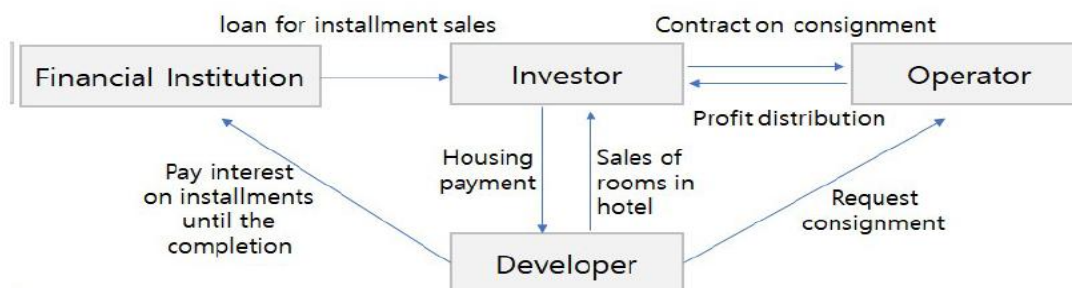 loan for installment sales
Contract on consignment
Financial Institution
Investor
Operator
Profit distribution
Pay interest
on installments
until the
completion
Housing
payment
Sales of
rooms in
hotel
Request
consignment
Developer